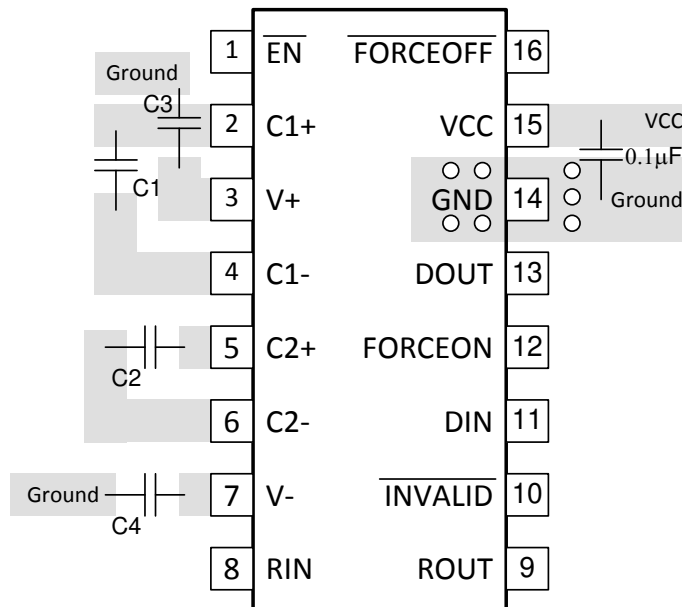 1 EN FORCEOFF 16
Ground
C3
2 C1+ VCC 15 VCC
C1 0.1µF
3 V+ GND 14 Ground
4 C1- DOUT 13
5 C2+ FORCEON 12
C2
6 C2- DIN 11
7 V- INVALID 10
Ground
C4
8 RIN ROUT 9